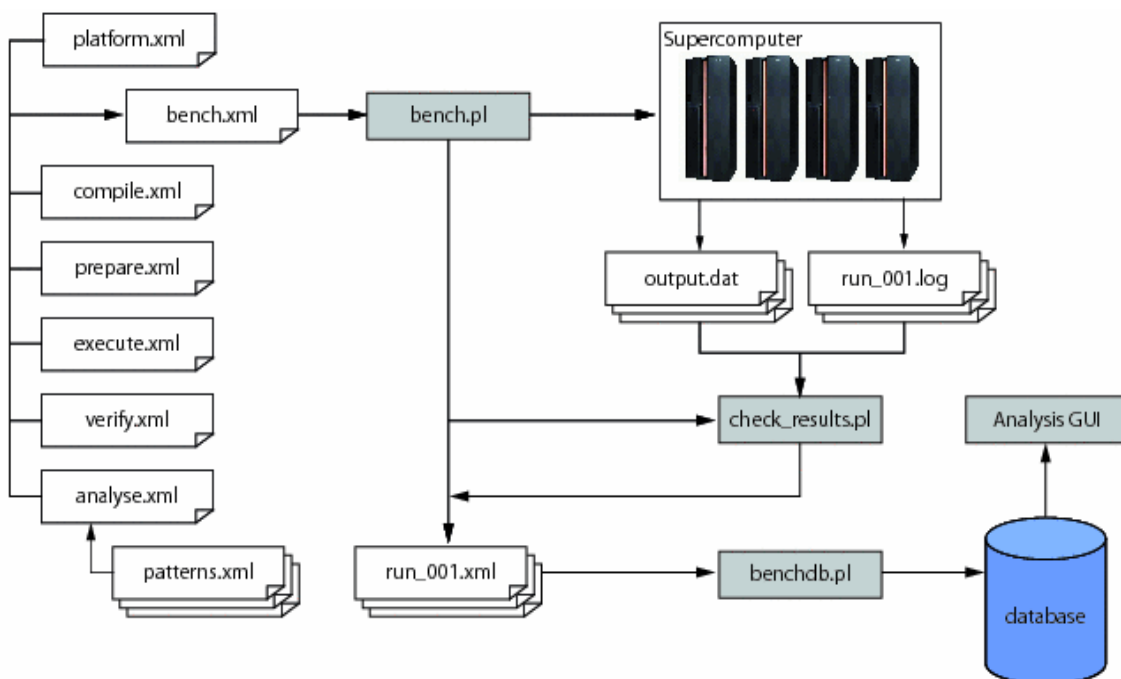 platform.xml
Supercomputer
bench.xml
bench.pl
compile.xml
prepare.xml
output.dat
run_001.log
execute.xml
verify.xml
check_results.pl
Analysis GUI
analyse.xml
patterns.xml
run_001.xml
benchdb.pl
database